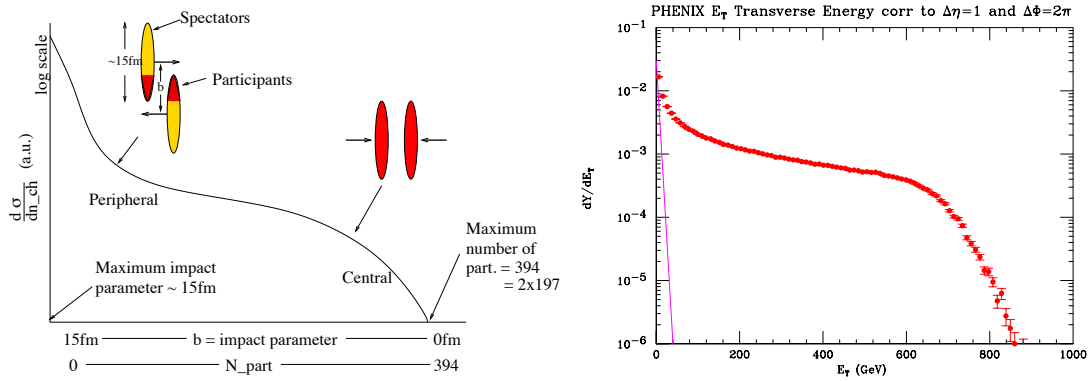 Spectators
~15fm
b
Participants
log scale
(a.u.)
d σ
dn_ch
Peripheral
Central
Maximum impact
parameter ~ 15fm
Maximum
number of
part. = 394
= 2x197
15fm
b = impact parameter
0fm
0
N_part
394
PHENIX E_T Transverse Energy corr to Δη=1 and ΔΦ=2π
10^-1
10^-2
10^-3
10^-4
10^-5
10^-6
dY/dE_T
0
200
400
600
800
1000
E_T (GeV)